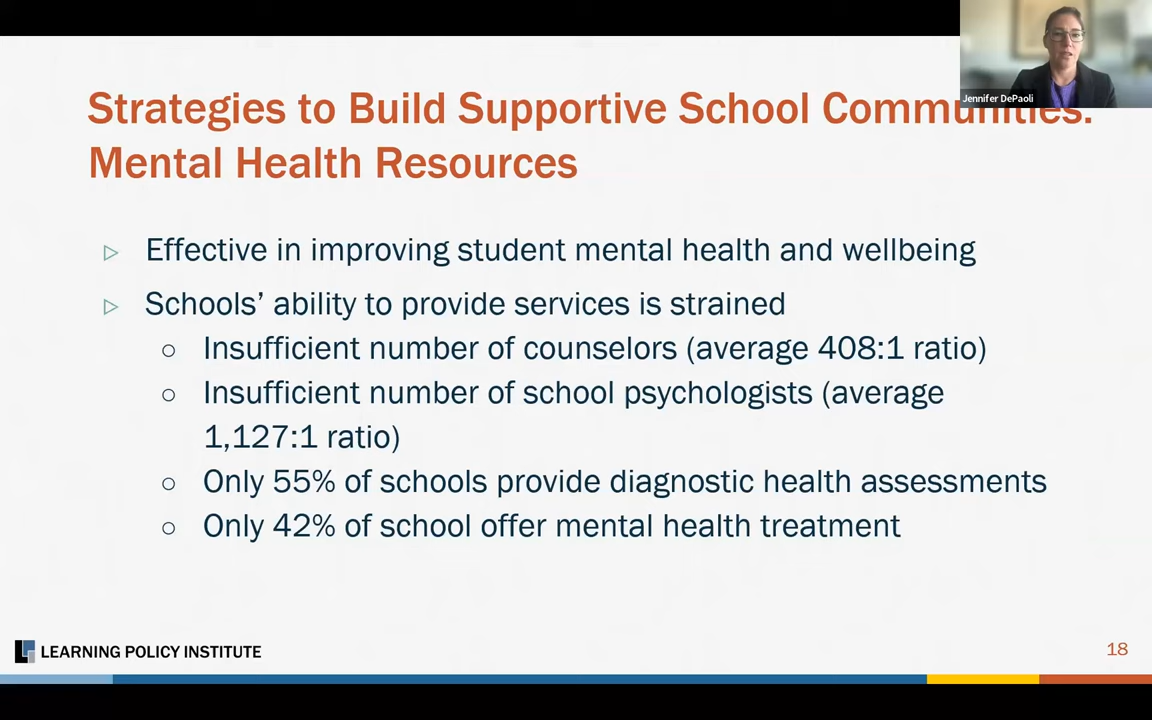 Jennifer DePaoli
Strategies to Build Supportive School Communities:
Mental Health Resources
▷ Effective in improving student mental health and wellbeing
▷ Schools’ ability to provide services is strained
○ Insufficient number of counselors (average 408:1 ratio)
○ Insufficient number of school psychologists (average
1,127:1 ratio)
○ Only 55% of schools provide diagnostic health assessments
○ Only 42% of school offer mental health treatment
LEARNING POLICY INSTITUTE
18